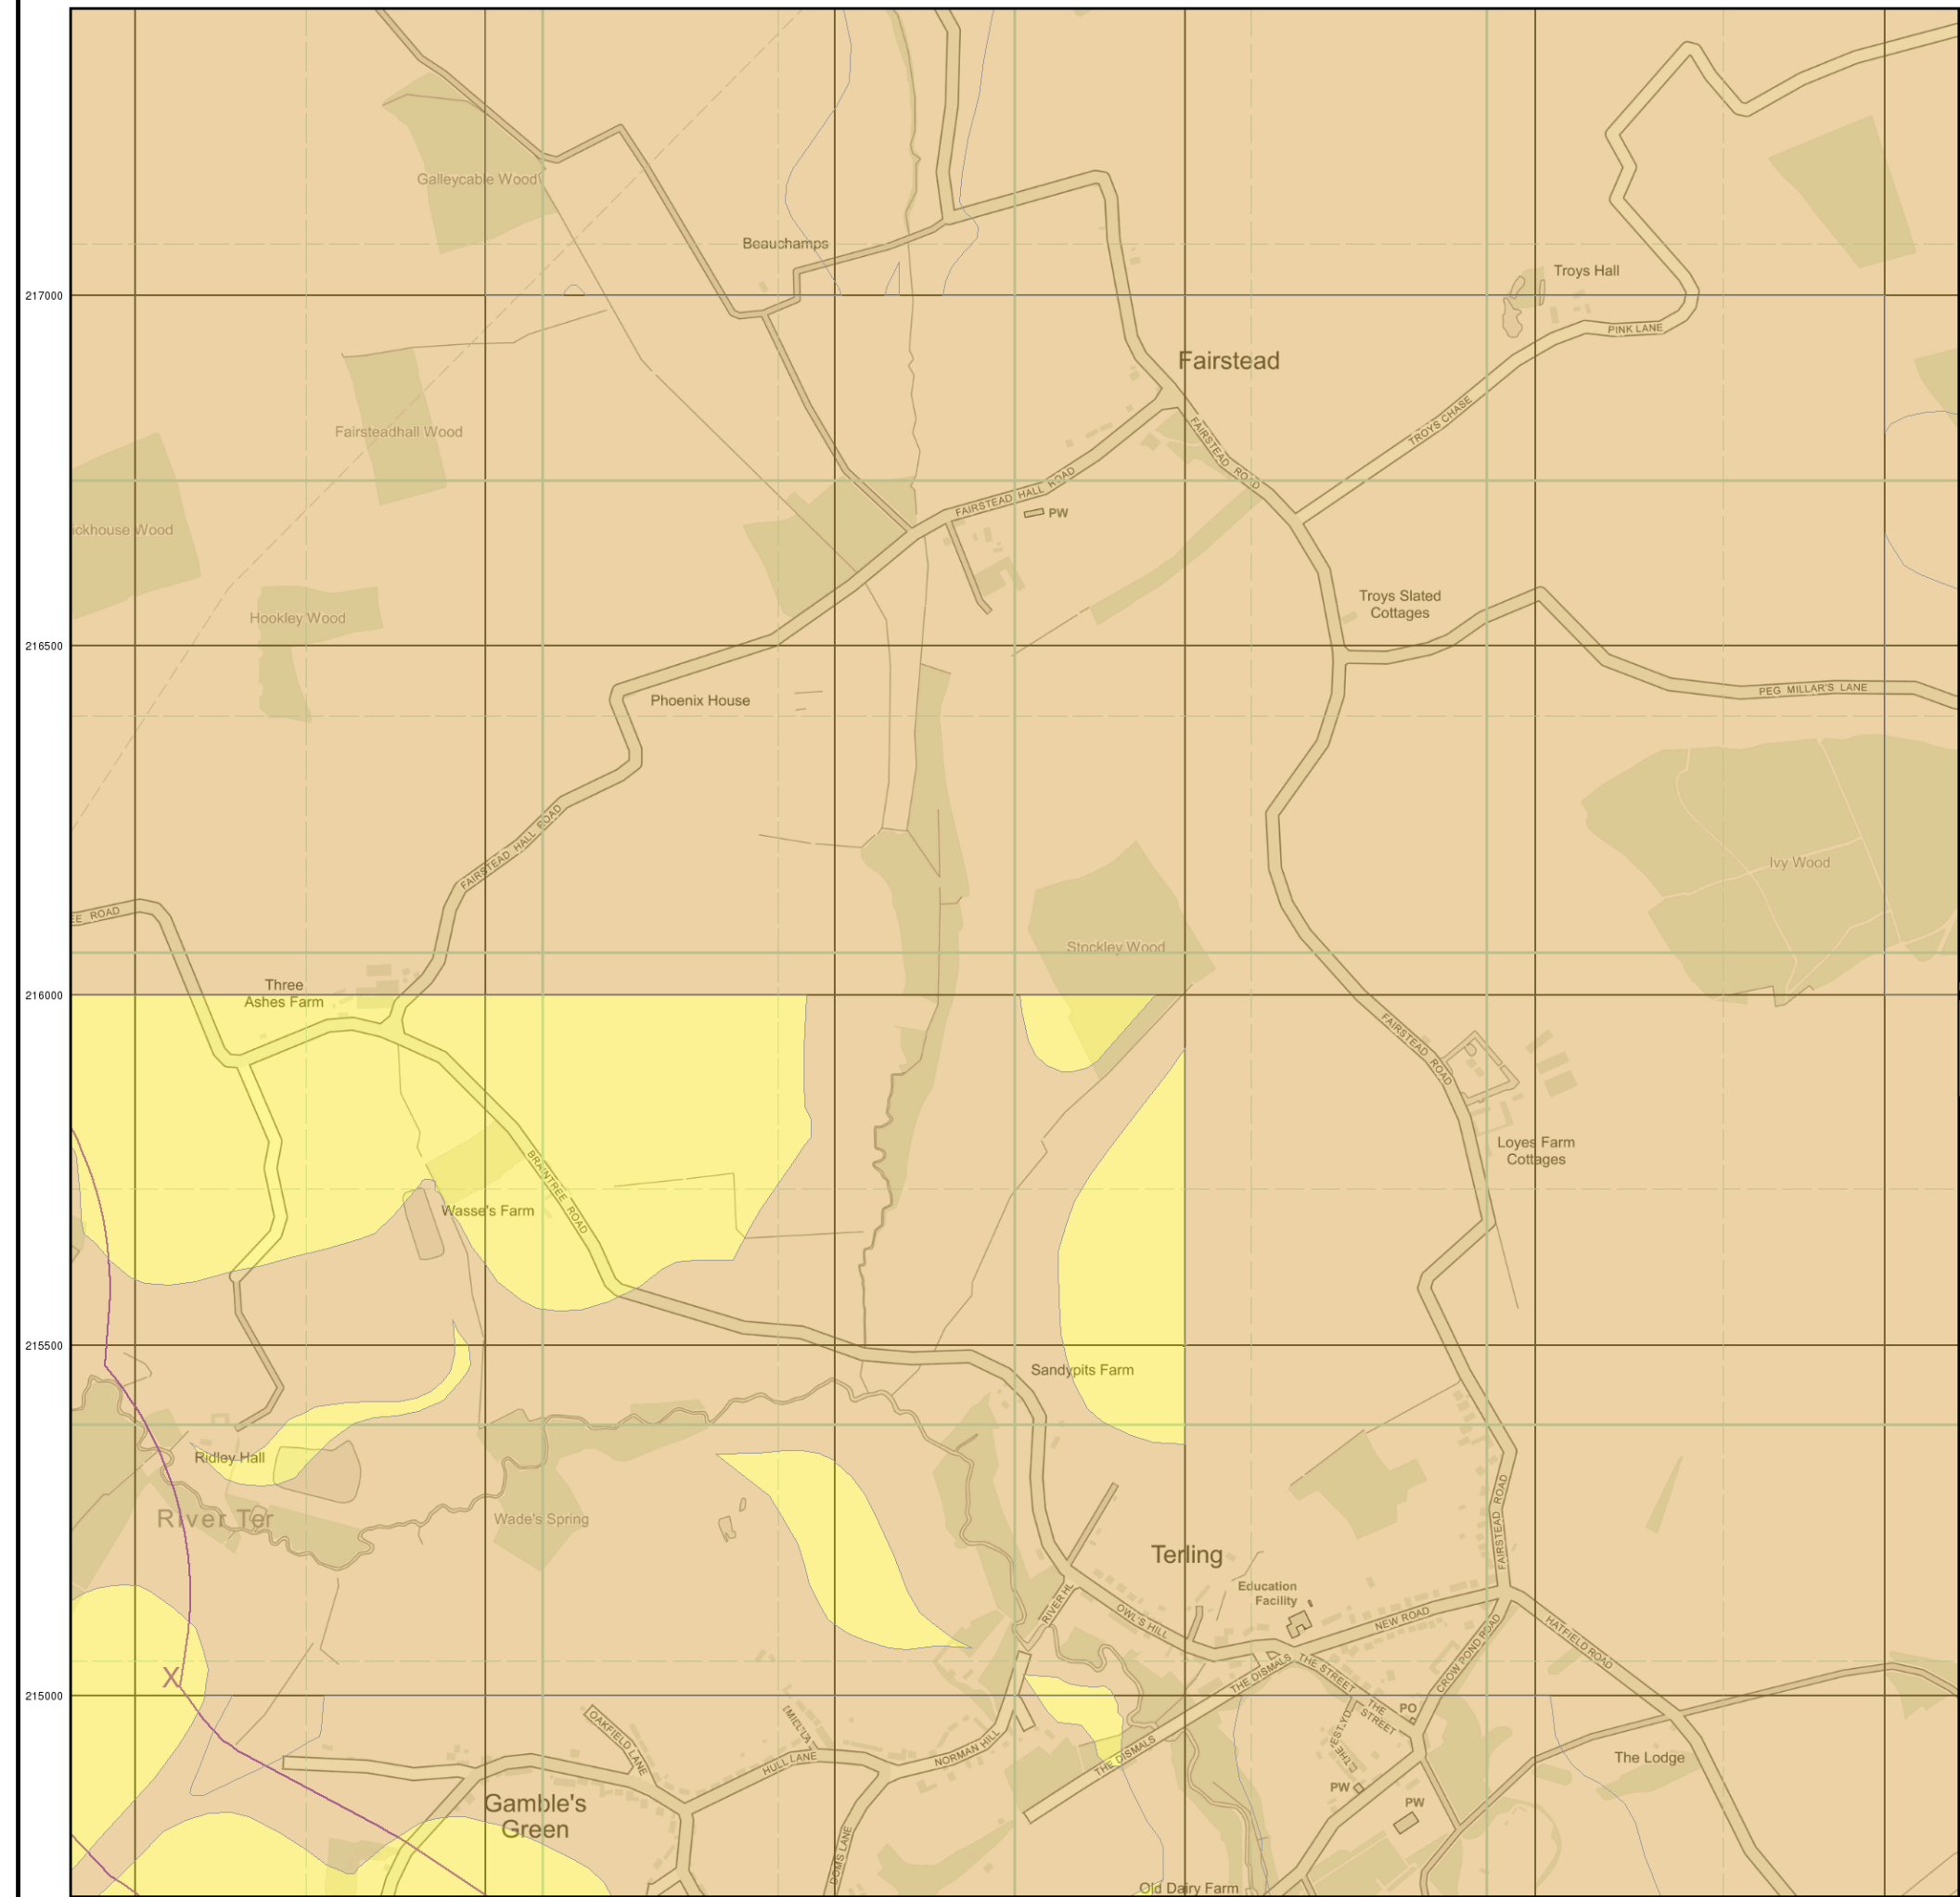 Galleycable Wood
Beauchamps
Troys Hall
217000
PINK LANE
Fairstead
TROYS CHASE
Fairsteadhall Wood
FAIRSTEAD ROAD
FAIRSTEAD HALL ROAD
PW
ickhouse Wood
Troys Slated
Cottages
Hookley Wood
216500
PEG MILLAR'S LANE
Phoenix House
FAIRSTEAD HALL ROAD
Ivy Wood
EE ROAD
Stockley Wood
Three
Ashes Farm
216000
FAIRSTEAD ROAD
Loyes Farm
Cottages
BRAINTREE ROAD
Wasse's Farm
215500
Sandypits Farm
Ridley Hall
River Ter
Wade's Spring
FAIRSTEAD ROAD
Terling
Education
Facility
RIVER HL
OWL'S HILL
NEW ROAD
CROW POND ROAD
HATFIELD ROAD
THE DISMALS
THE STREET
X
215000
PO
THE
STREET
OAKFIELD LANE
HULL LANE
NORMAN HILL
THE DISMALS
The Lodge
PW
PW
Gamble's
Green
DOMS LANE
Old Dairy Farm